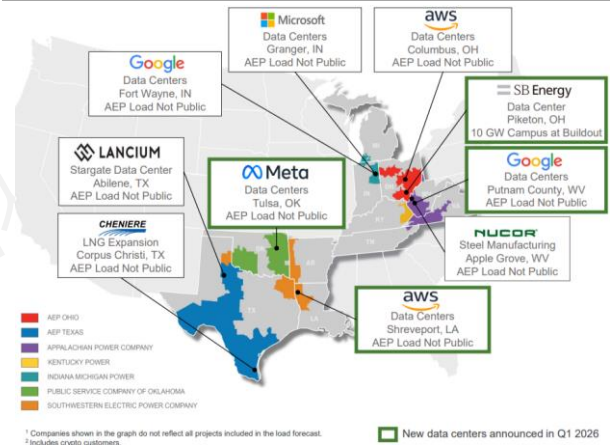 Microsoft
Data Centers
Granger, IN
AEP Load Not Public
aws
Data Centers
Columbus, OH
AEP Load Not Public
Google
Data Centers
Fort Wayne, IN
AEP Load Not Public
SB Energy
Data Center
Piketon, OH
10 GW Campus at Buildout
LANCIUM
Stargate Data Center
Abilene, TX
AEP Load Not Public
Meta
Data Centers
Tulsa, OK
AEP Load Not Public
Google
Data Centers
Putnam County, WV
AEP Load Not Public
CHENIERE
LNG Expansion
Corpus Christi, TX
AEP Load Not Public
NUCOR
Steel Manufacturing
Apple Grove, WV
AEP Load Not Public
aws
Data Centers
Shreveport, LA
AEP Load Not Public
MI
KY
TN
AR
TX
LA
AEP OHIO
AEP TEXAS
APPALACHIAN POWER COMPANY
KENTUCKY POWER
INDIANA MICHIGAN POWER
PUBLIC SERVICE COMPANY OF OKLAHOMA
SOUTHWESTERN ELECTRIC POWER COMPANY
¹ Companies shown in the graph do not reflect all projects included in the load forecast.
² Includes crypto customers.
New data centers announced in Q1 2026